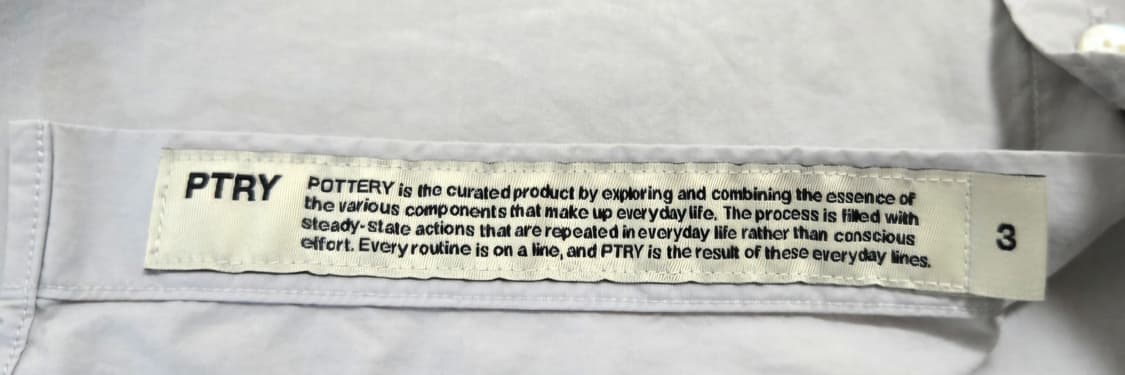 PTRY
POTTERY is the curated product by exploring and combining the essence of
the various components that make up everyday life. The process is filled with
steady-state actions that are repeated in everyday life rather than conscious
effort. Every routine is on a line, and PTRY is the result of these everyday lines.
3